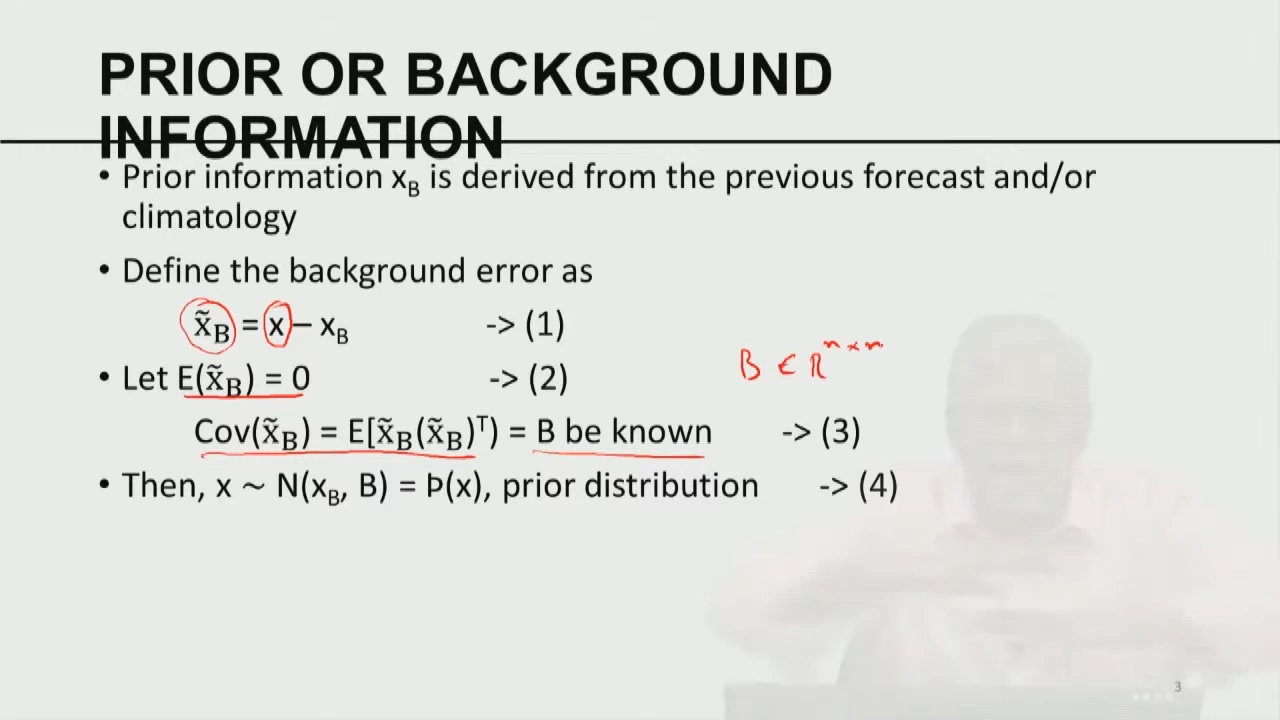 PRIOR OR BACKGROUND
INFORMATION
• Prior information x_B is derived from the previous forecast and/or
climatology
• Define the background error as
x̃_B = x – x_B -> (1)
B ∈ R^{n×n}
• Let E(x̃_B) = 0 -> (2)
Cov(x̃_B) = E[x̃_B(x̃_B)^T) = B be known -> (3)
• Then, x ~ N(x_B, B) = Þ(x), prior distribution -> (4)
3